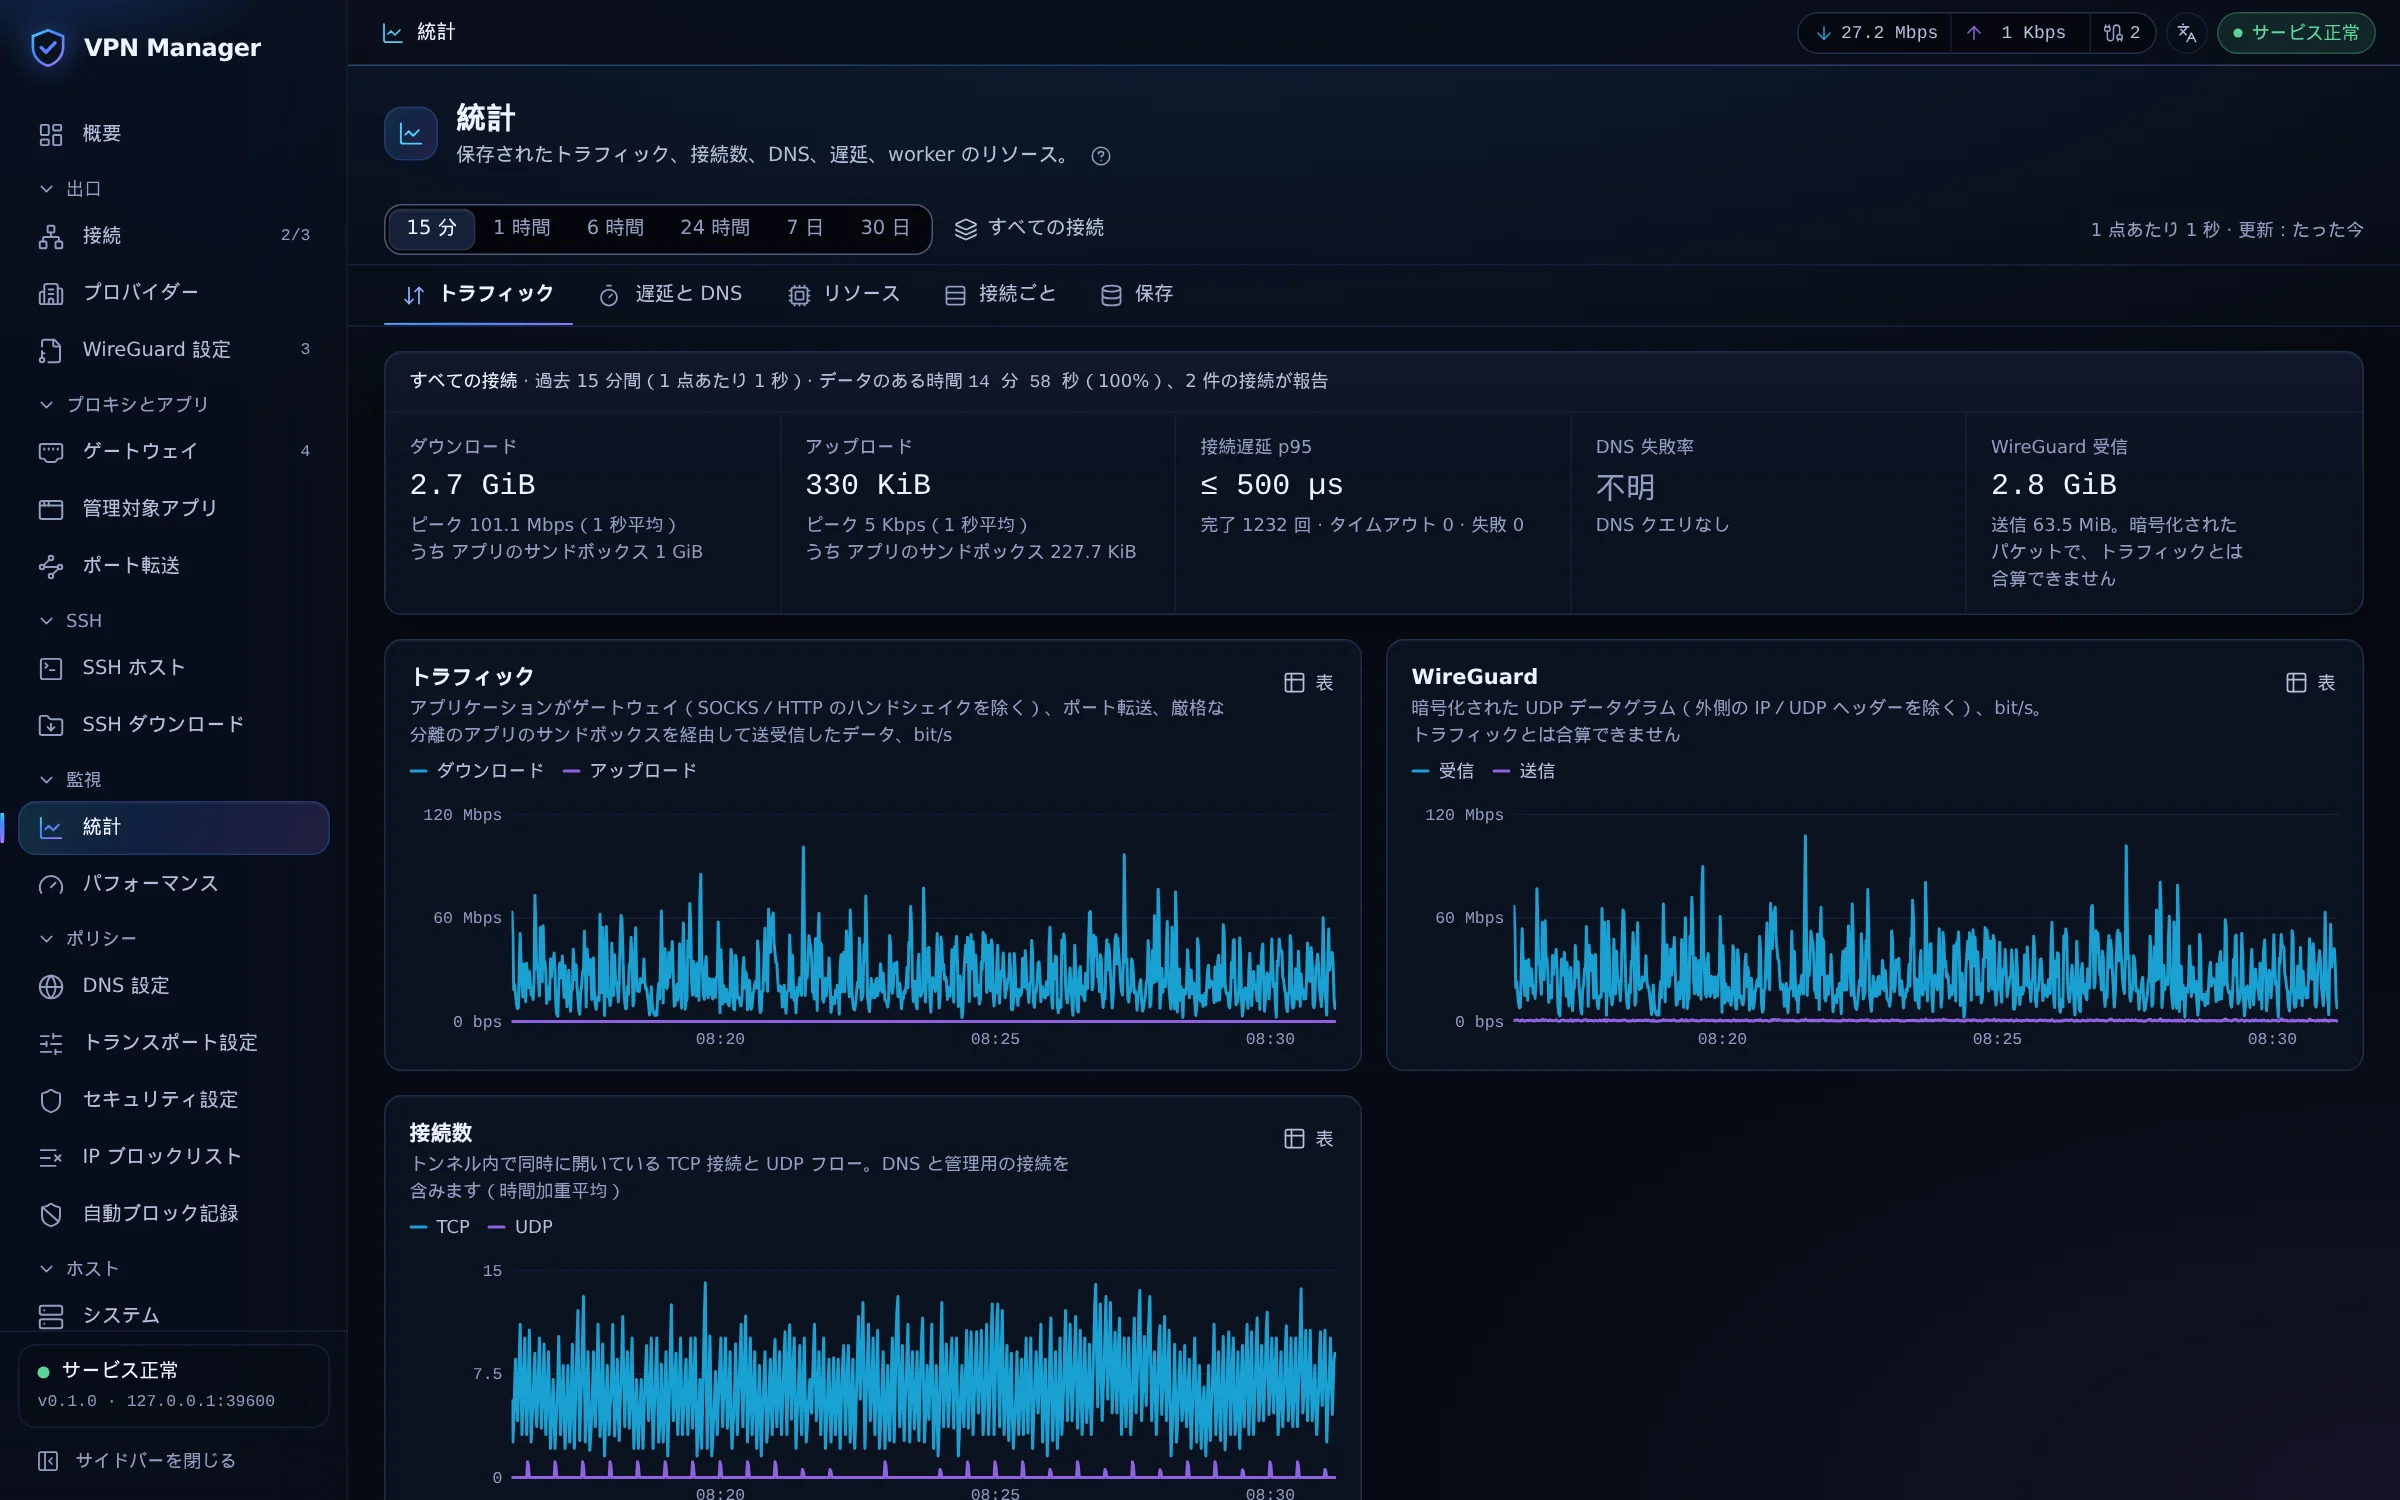 VPN Manager
概要
出口
接続 2/3
プロバイダー
WireGuard 設定 3
プロキシとアプリ
ゲートウェイ 4
管理対象アプリ
ポート転送
SSH
SSH ホスト
SSH ダウンロード
監視
統計
パフォーマンス
ポリシー
DNS 設定
トランスポート設定
セキュリティ設定
IP ブロックリスト
自動ブロック記録
ホスト
システム
サービス正常
v0.1.0 · 127.0.0.1:39600
サイドバーを閉じる
統計
27.2 Mbps 1 Kbps 2 サービス正常
統計
保存されたトラフィック、接続数、DNS、遅延、worker のリソース。
15 分 1 時間 6 時間 24 時間 7 日 30 日 すべての接続
1 点あたり 1 秒 · 更新：たった今
トラフィック 遅延と DNS リソース 接続ごと 保存
すべての接続 · 過去 15 分間（1 点あたり 1 秒）· データのある時間 14 分 58 秒（100%）、2 件の接続が報告
ダウンロード
2.7 GiB
ピーク 101.1 Mbps（1 秒平均）
うち アプリのサンドボックス 1 GiB
アップロード
330 KiB
ピーク 5 Kbps（1 秒平均）
うち アプリのサンドボックス 227.7 KiB
接続遅延 p95
≤ 500 µs
完了 1232 回 · タイムアウト 0 · 失敗 0
DNS 失敗率
不明
DNS クエリなし
WireGuard 受信
2.8 GiB
送信 63.5 MiB。暗号化された
パケットで、トラフィックとは
合算できません
トラフィック
表
アプリケーションがゲートウェイ（SOCKS / HTTP のハンドシェイクを除く）、ポート転送、厳格な
分離のアプリのサンドボックスを経由して送受信したデータ、bit/s
ダウンロード アップロード
120 Mbps
60 Mbps
0 bps
08:20 08:25 08:30
WireGuard
表
暗号化された UDP データグラム（外側の IP / UDP ヘッダーを除く）、bit/s。
トラフィックとは合算できません
受信 送信
120 Mbps
60 Mbps
0 bps
08:20 08:25 08:30
接続数
表
トンネル内で同時に開いている TCP 接続と UDP フロー。DNS と管理用の接続を
含みます（時間加重平均）
TCP UDP
15
7.5
0
08:20 08:25 08:30